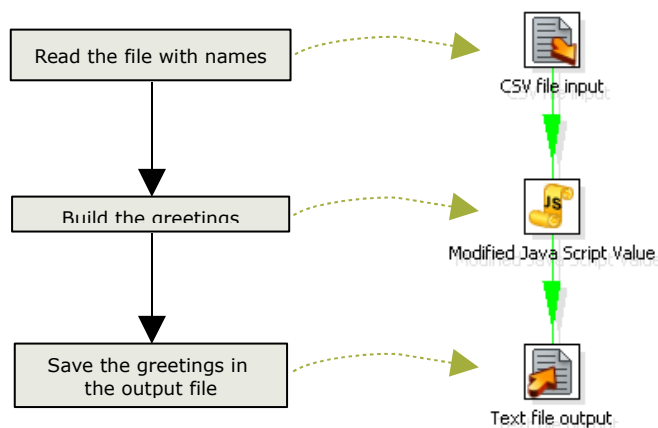 Read the file with names
CSV file input
Build the greetings
JS
Modified Java Script Value
Save the greetings in
the output file
Text file output